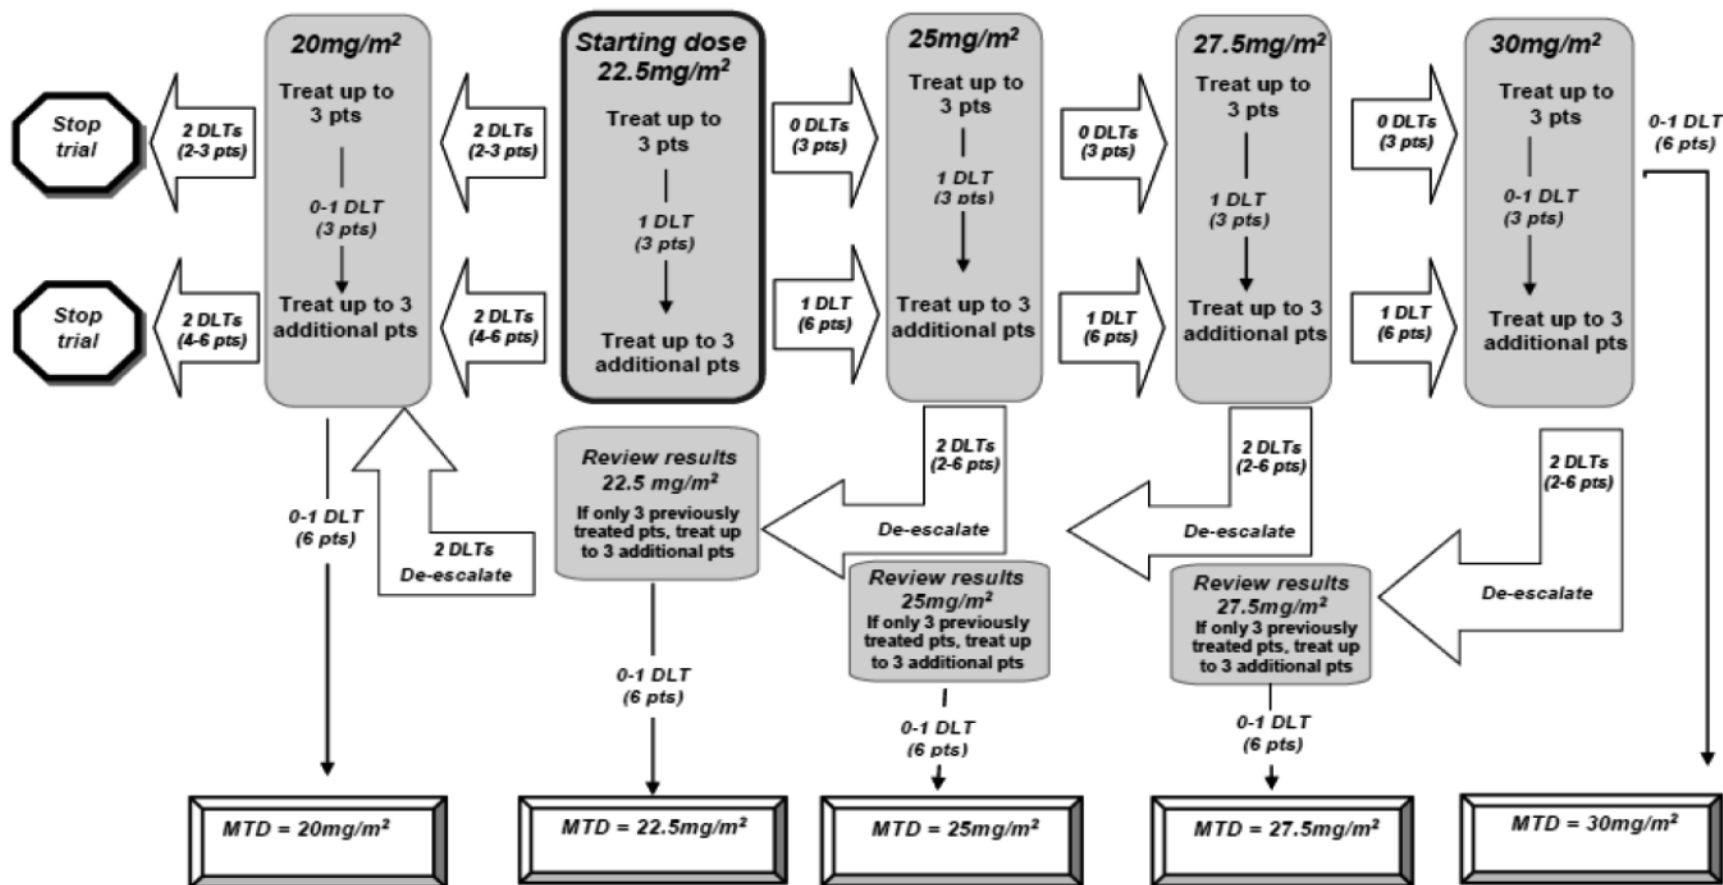 Stop
trial
2 DLTs
(2-3 pts)
Stop
trial
2 DLTs
(4-6 pts)
20mg/m²
Treat up to
3 pts
0-1 DLT
(3 pts)
Treat up to 3
additional pts
2 DLTs
(2-3 pts)
2 DLTs
(4-6 pts)
Starting dose
22.5mg/m²
Treat up to
3 pts
1 DLT
(3 pts)
Treat up to 3
additional pts
0 DLTs
(3 pts)
1 DLT
(6 pts)
25mg/m²
Treat up to
3 pts
1 DLT
(3 pts)
Treat up to 3
additional pts
0 DLTs
(3 pts)
1 DLT
(6 pts)
27.5mg/m²
Treat up to
3 pts
1 DLT
(3 pts)
Treat up to 3
additional pts
0 DLTs
(3 pts)
1 DLT
(6 pts)
30mg/m²
Treat up to
3 pts
0-1 DLT
(3 pts)
Treat up to 3
additional pts
0-1 DLT
(6 pts)
0-1 DLT
(6 pts)
2 DLTs
De-escalate
Review results
22.5 mg/m²
If only 3 previously
treated pts, treat up
to 3 additional pts
2 DLTs
(2-6 pts)
De-escalate
Review results
25mg/m²
If only 3 previously
treated pts, treat up
to 3 additional pts
2 DLTs
(2-6 pts)
De-escalate
Review results
27.5mg/m²
If only 3 previously
treated pts, treat up
to 3 additional pts
2 DLTs
(2-6 pts)
De-escalate
0-1 DLT
(6 pts)
0-1 DLT
(6 pts)
0-1 DLT
(6 pts)
MTD = 20mg/m²
MTD = 22.5mg/m²
MTD = 25mg/m²
MTD = 27.5mg/m²
MTD = 30mg/m²